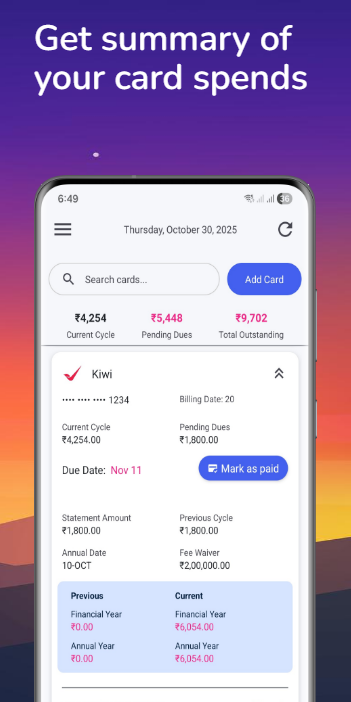 Get summary of
your card spends
6:49
36
Thursday, October 30, 2025
Search cards...
Add Card
₹4,254 ₹5,448 ₹9,702
Current Cycle Pending Dues Total Outstanding
Kiwi
•••• •••• •••• 1234 Billing Date: 20
Current Cycle Pending Dues
₹4,254.00 ₹1,800.00
Due Date: Nov 11 Mark as paid
Statement Amount Previous Cycle
₹1,800.00 ₹1,800.00
Annual Date Fee Waiver
10-OCT ₹2,00,000.00
Previous Current
Financial Year Financial Year
₹0.00 ₹6,054.00
Annual Year Annual Year
₹0.00 ₹6,054.00